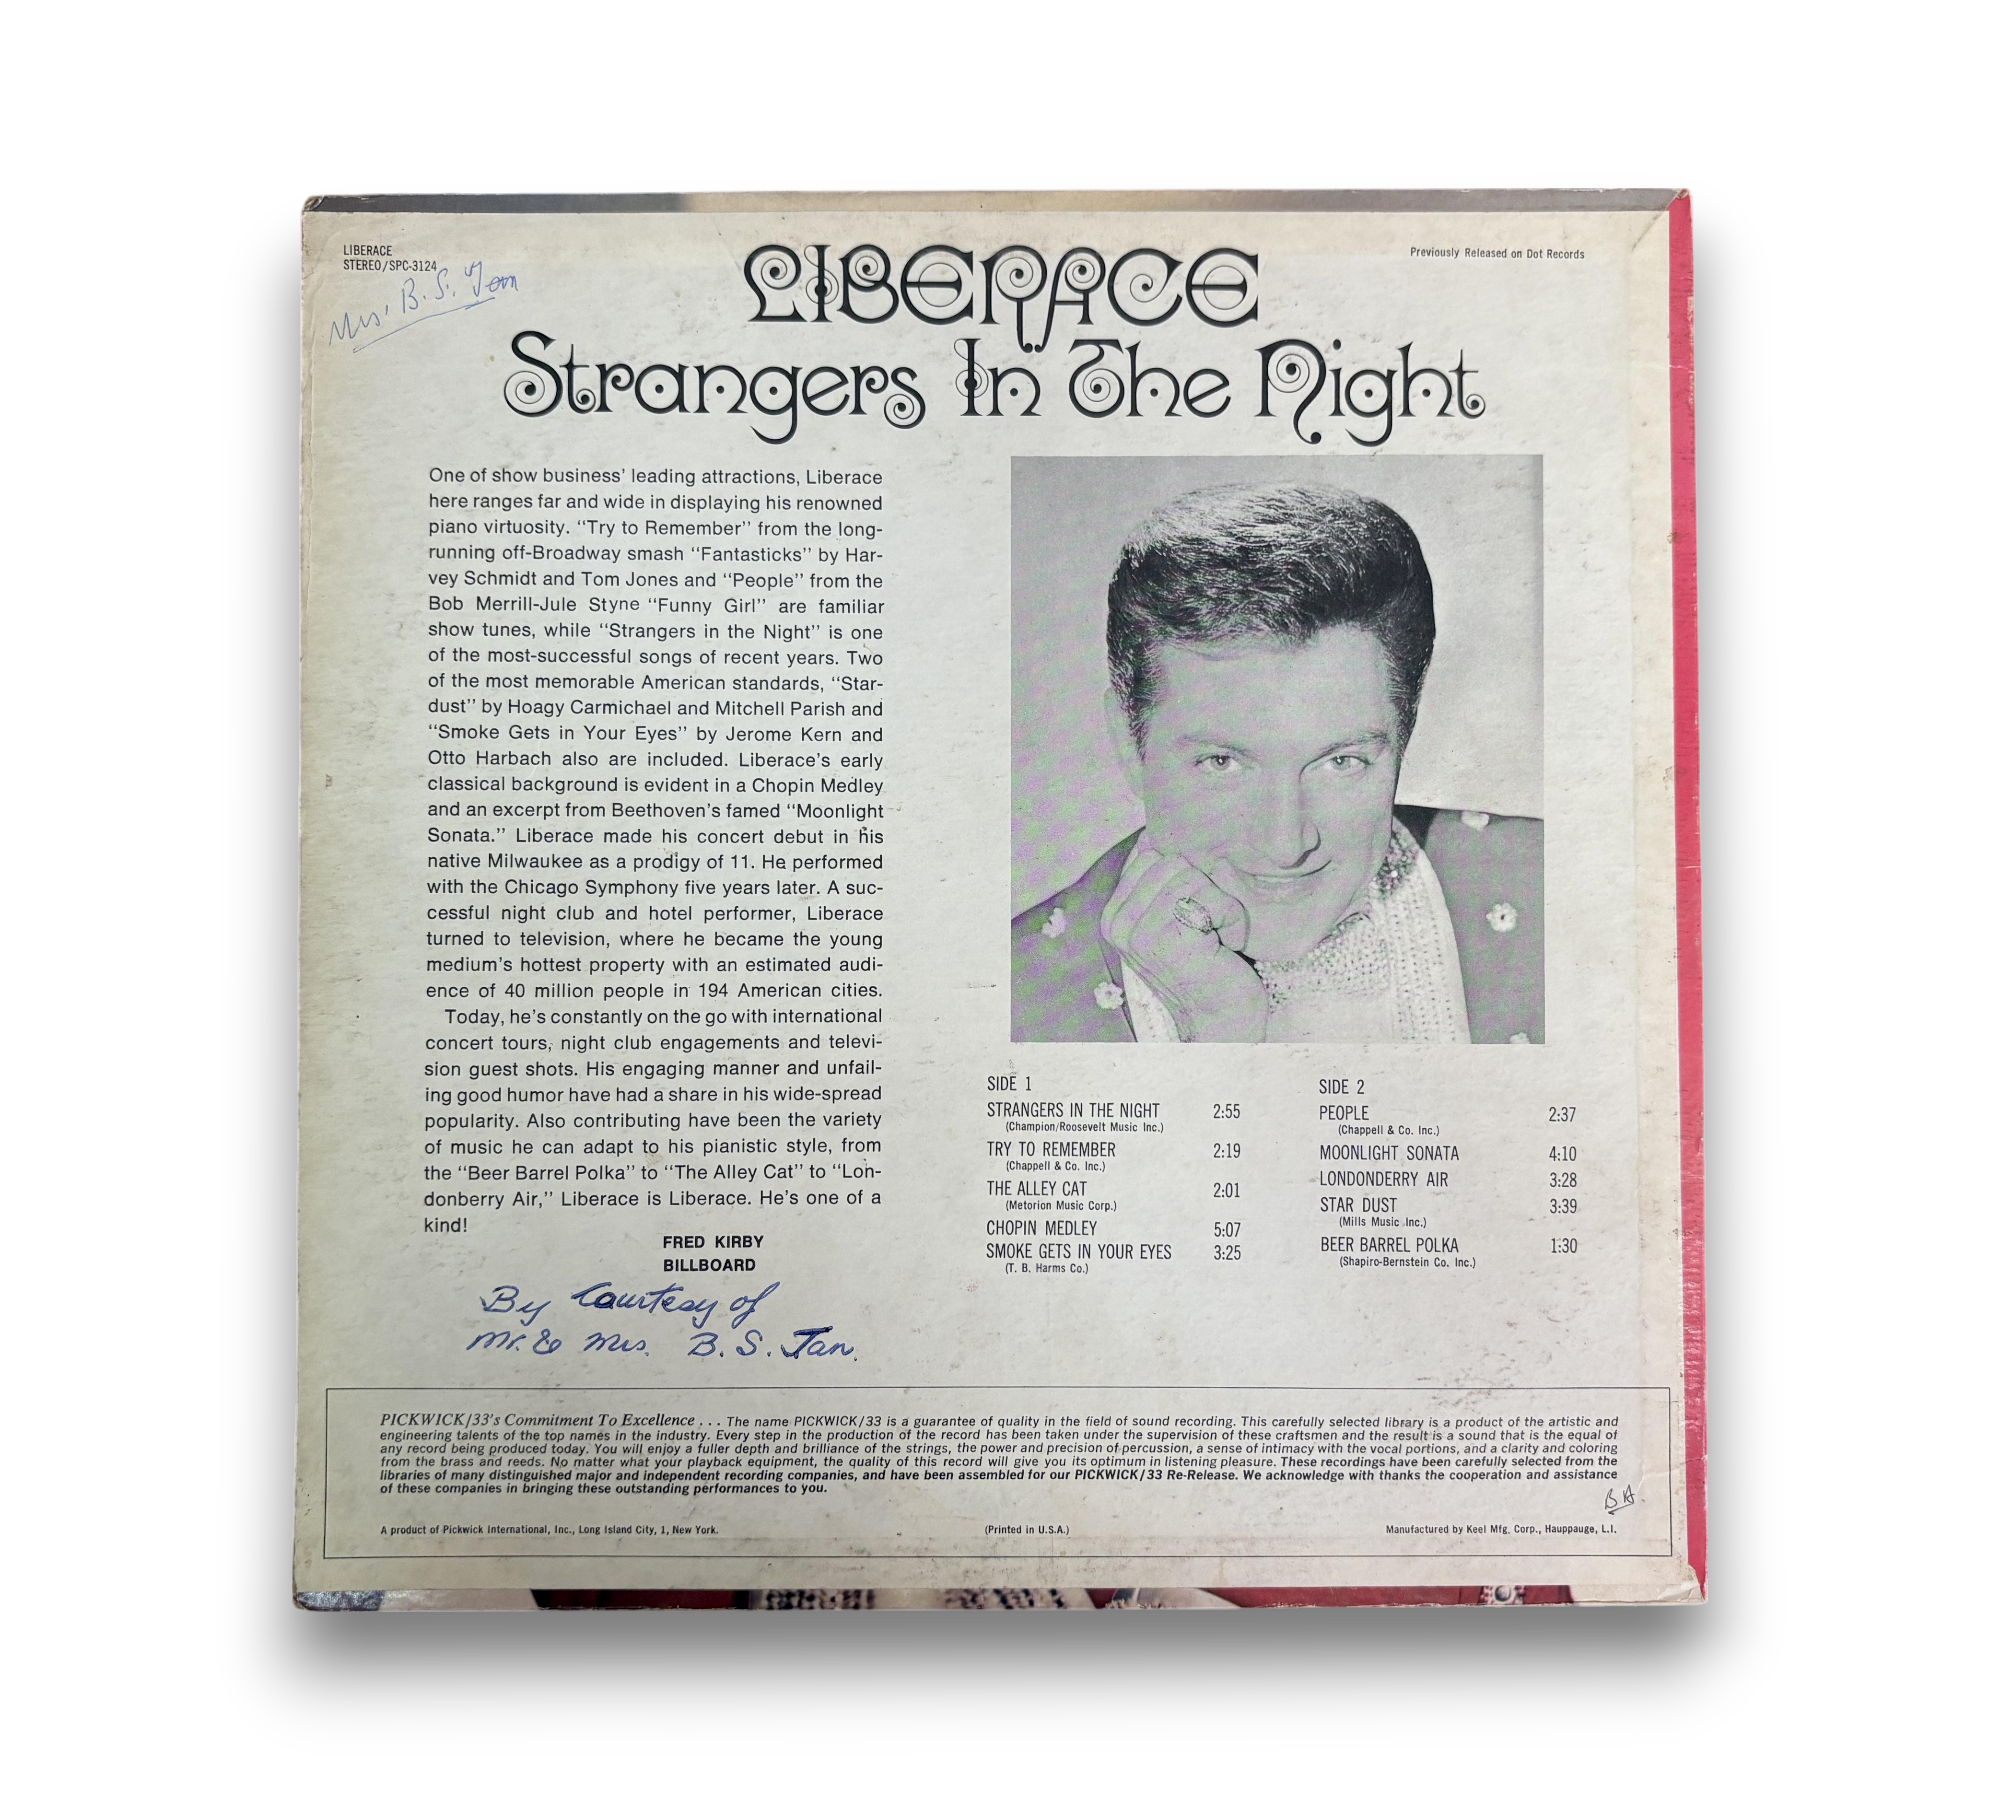 LIBERACE
STEREO/SPC-3124
Mrs. B. S. Tan
Previously Released on Dot Records
LIBERACE
Strangers In The Night
One of show business’ leading attractions, Liberace
here ranges far and wide in displaying his renowned
piano virtuosity. “Try to Remember” from the long-
running off-Broadway smash “Fantasticks” by Har-
vey Schmidt and Tom Jones and “People” from the
Bob Merrill-Jule Styne “Funny Girl” are familiar
show tunes, while “Strangers in the Night” is one
of the most-successful songs of recent years. Two
of the most memorable American standards, “Star-
dust” by Hoagy Carmichael and Mitchell Parish and
“Smoke Gets in Your Eyes” by Jerome Kern and
Otto Harbach also are included. Liberace’s early
classical background is evident in a Chopin Medley
and an excerpt from Beethoven’s famed “Moonlight
Sonata.” Liberace made his concert debut in his
native Milwaukee as a prodigy of 11. He performed
with the Chicago Symphony five years later. A suc-
cessful night club and hotel performer, Liberace
turned to television, where he became the young
medium’s hottest property with an estimated audi-
ence of 40 million people in 194 American cities.
Today, he’s constantly on the go with international
concert tours, night club engagements and televi-
sion guest shots. His engaging manner and unfail-
ing good humor have had a share in his wide-spread
popularity. Also contributing have been the variety
of music he can adapt to his pianistic style, from
the “Beer Barrel Polka” to “The Alley Cat” to “Lon-
donberry Air,” Liberace is Liberace. He’s one of a
kind!
FRED KIRBY
BILLBOARD
By Courtesy of
Mr. & Mrs. B. S. Tan.
SIDE 1
STRANGERS IN THE NIGHT 2:55
(Champion/Roosevelt Music Inc.)
TRY TO REMEMBER 2:19
(Chappell & Co. Inc.)
THE ALLEY CAT 2:01
(Metorion Music Corp.)
CHOPIN MEDLEY 5:07
SMOKE GETS IN YOUR EYES 3:25
(T. B. Harms Co.)
SIDE 2
PEOPLE 2:37
(Chappell & Co. Inc.)
MOONLIGHT SONATA 4:10
LONDONDERRY AIR 3:28
STAR DUST 3:39
(Mills Music Inc.)
BEER BARREL POLKA 1:30
(Shapiro-Bernstein Co. Inc.)
PICKWICK/33’s Commitment To Excellence . . . The name PICKWICK/33 is a guarantee of quality in the field of sound recording. This carefully selected library is a product of the artistic and
engineering talents of the top names in the industry. Every step in the production of the record has been taken under the supervision of these craftsmen and the result is a sound that is the equal of
any record being produced today. You will enjoy a fuller depth and brilliance of the strings, the power and precision of percussion, a sense of intimacy with the vocal portions, and a clarity and coloring
from the brass and reeds. No matter what your playback equipment, the quality of this record will give you its optimum in listening pleasure. These recordings have been carefully selected from the
libraries of many distinguished major and independent recording companies, and have been assembled for our PICKWICK/33 Re-Release. We acknowledge with thanks the cooperation and assistance
of these companies in bringing these outstanding performances to you.
A product of Pickwick International, Inc., Long Island City, 1, New York.
(Printed in U.S.A.)
Manufactured by Keel Mfg. Corp., Hauppauge, L.I.